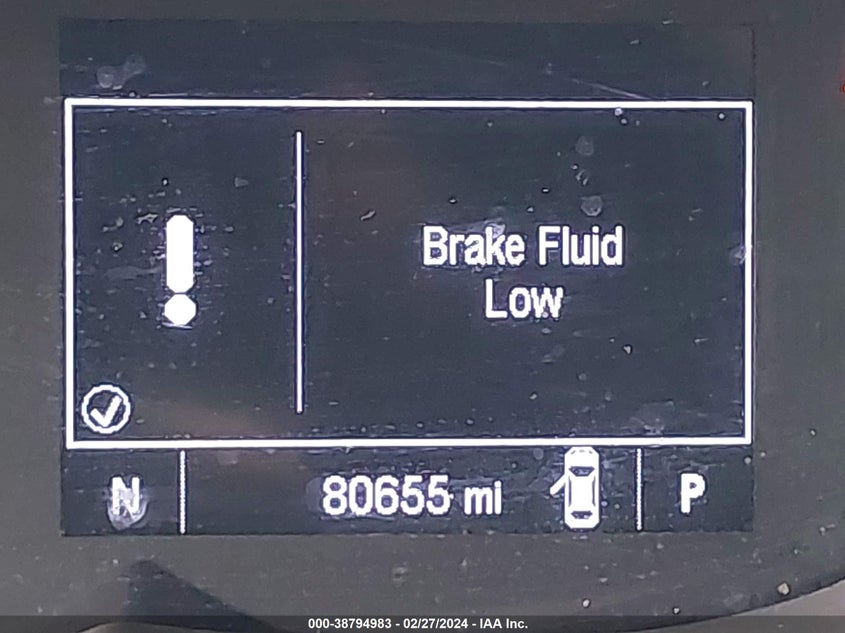 Brake Fluid
Low
N 80655 mi P
000-38794983 - 02/27/2024 - IAA Inc.